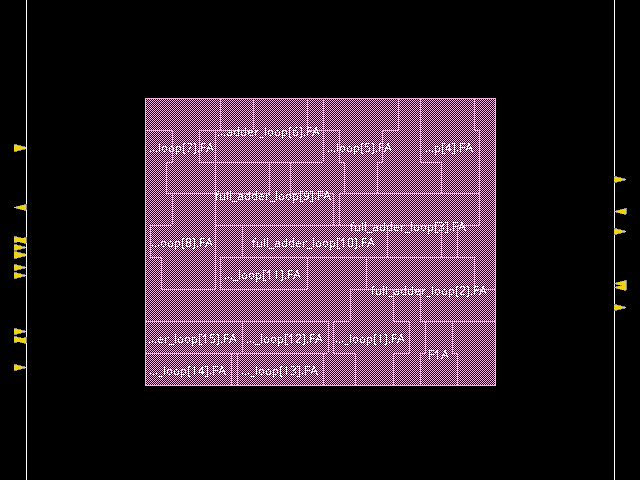 ..adder_loop[6].FA
...loop[7].FA
...loop[5].FA
...p[4].FA
full_adder_loop[9].FA
full_adder_loop[3].FA
...oop[8].FA
full_adder_loop[10].FA
..._loop[11].FA
full_adder_loop[2].FA
...er_loop[15].FA
..._loop[12].FA
..._loop[1].FA
F1A
..._loop[14].FA
..._loop[13].FA